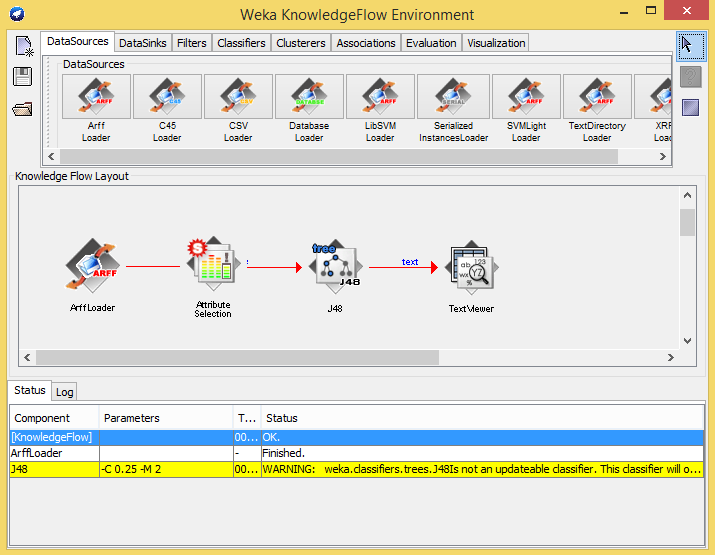 Weka KnowledgeFlow Environment
DataSources DataSinks Filters Classifiers Clusterers Associations Evaluation Visualization
DataSources
ARFF C45 CSV DATABSE SERIAL ARFF ARFF
Arff Loader
C45 Loader
CSV Loader
Database Loader
LibSVM Loader
Serialized InstancesLoader
SVMLight Loader
TextDirectory Loader
XRF Load
Knowledge Flow Layout
ARFF
tree
J48
text
ArffLoader
Attribute Selection
J48
TextViewer
Status Log
Component Parameters T... Status
[KnowledgeFlow] 00... OK.
ArffLoader - Finished.
J48 -C 0.25 -M 2 00... WARNING: weka.classifiers.trees.J48Is not an updateable classifier. This classifier will o...